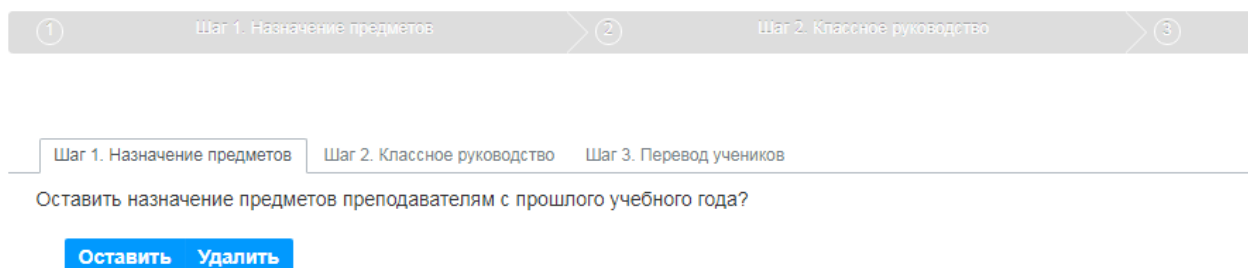 1 Шаг 1. Назначение предметов 2 Шаг 2. Классное руководство 3
Шаг 1. Назначение предметов Шаг 2. Классное руководство Шаг 3. Перевод учеников
Оставить назначение предметов преподавателям с прошлого учебного года?
Оставить Удалить